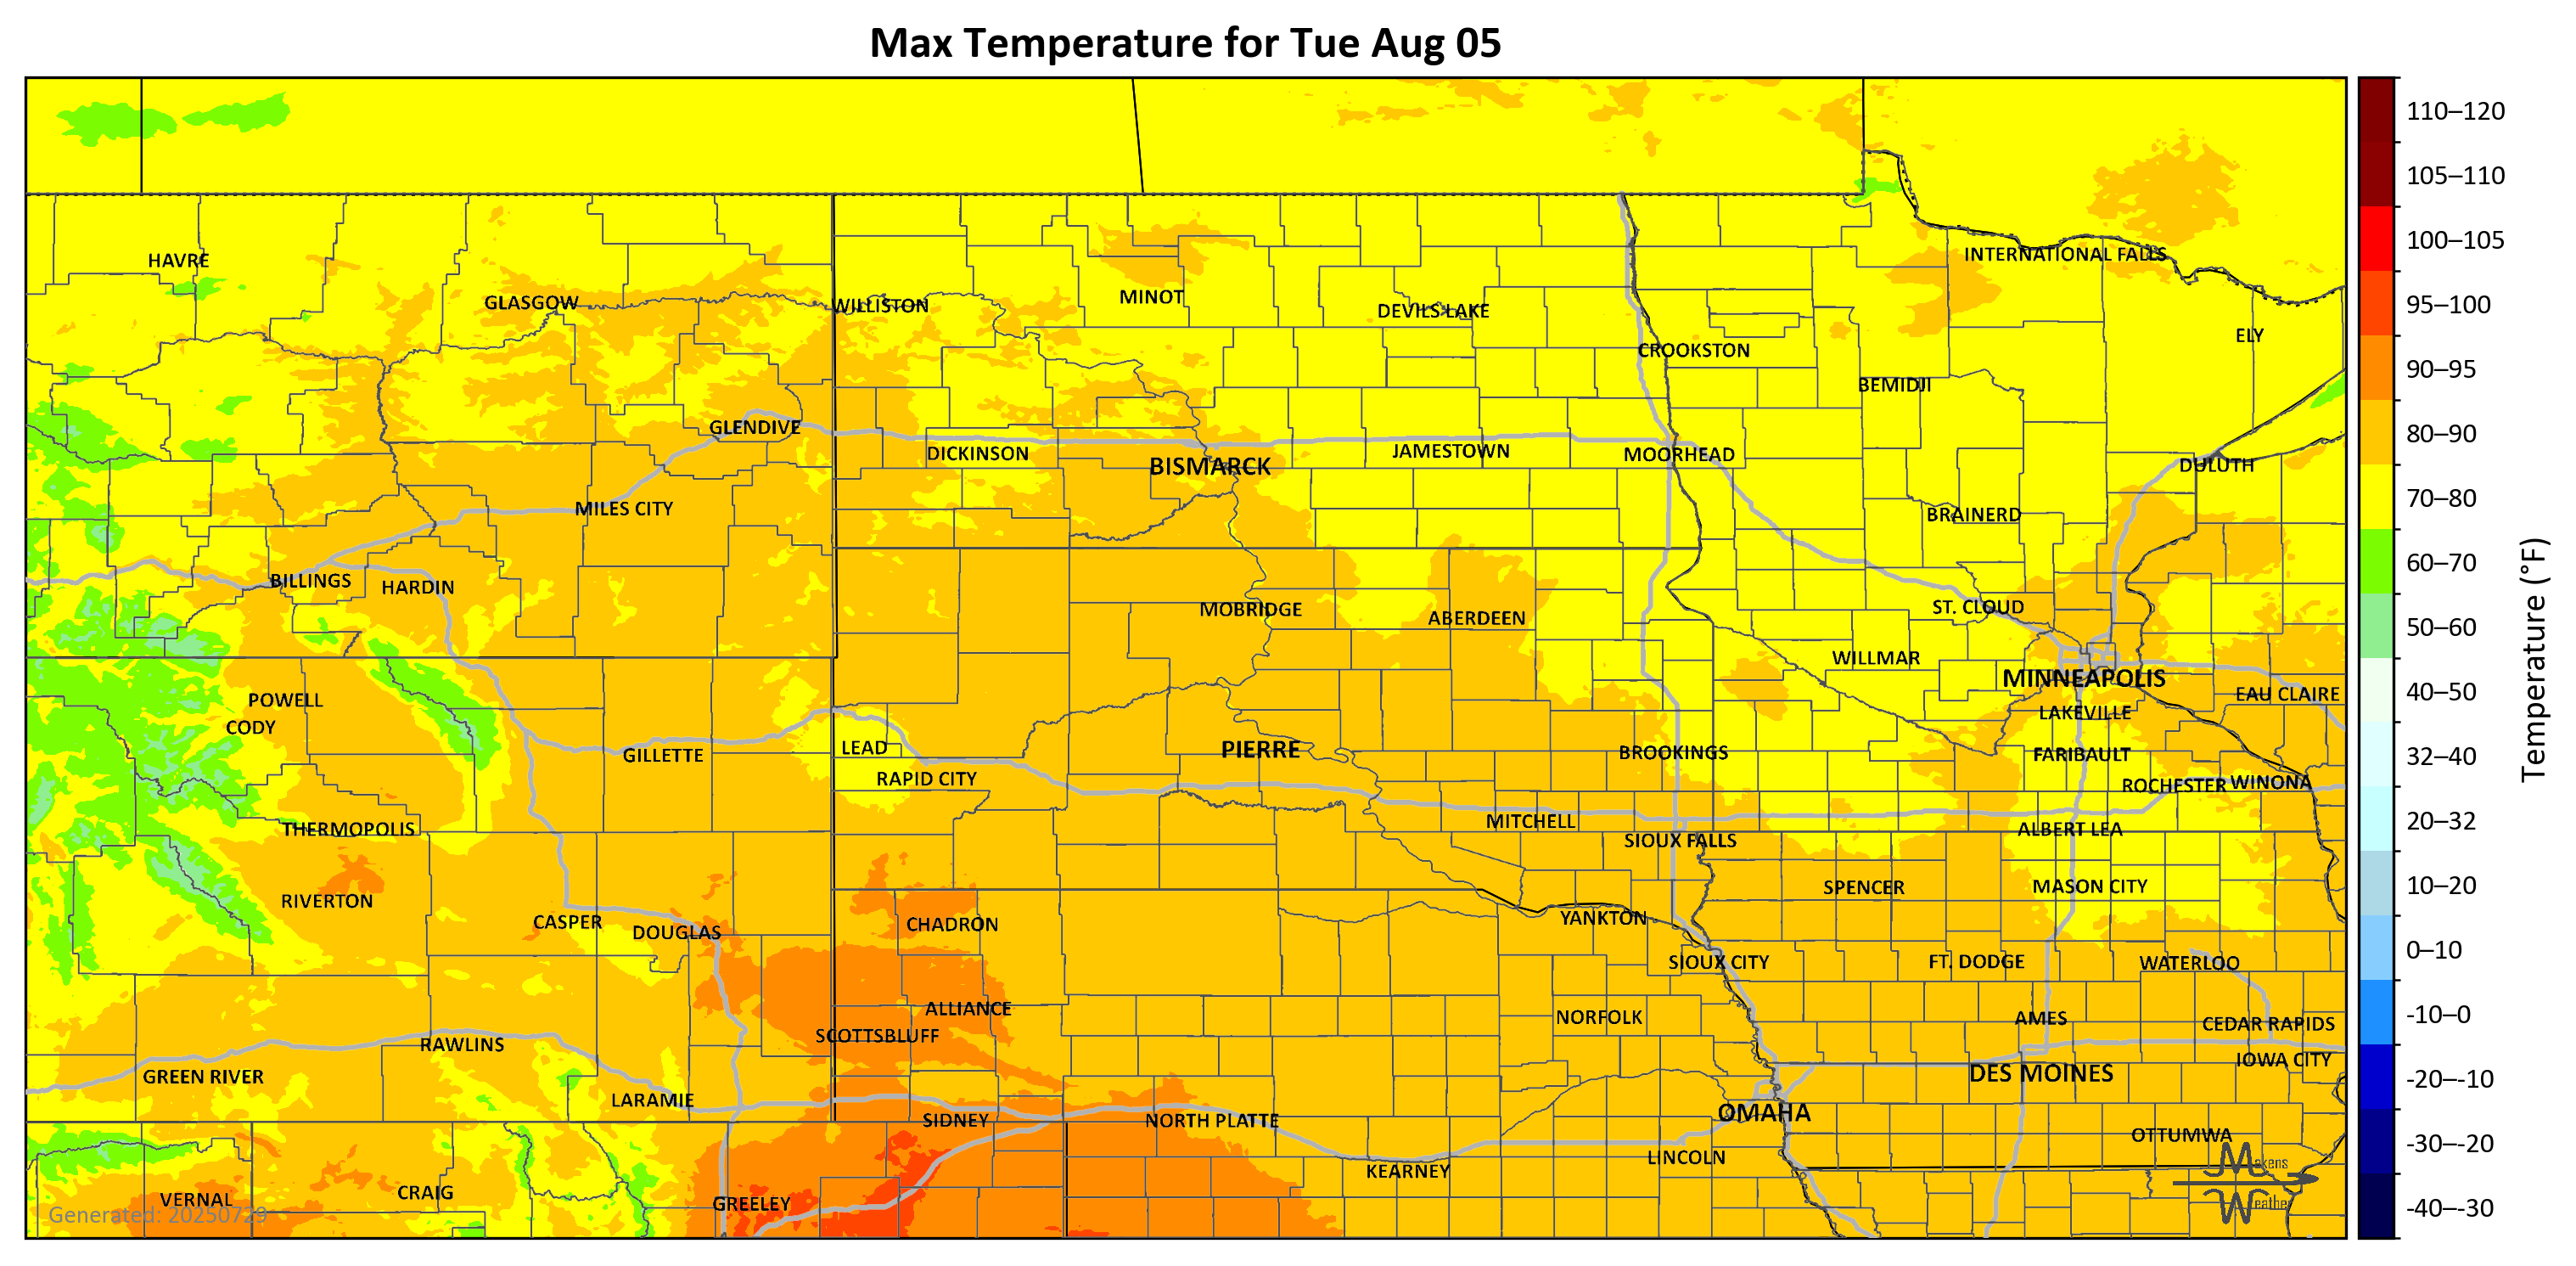 Max Temperature for Tue Aug 05
110–120
105–110
100–105
95–100
90–95
80–90
70–80
60–70
50–60
40–50
32–40
20–32
10–20
0–10
-10–0
-20–-10
-30–-20
-40–-30
Temperature (°F)
HAVRE
INTERNATIONAL FALLS
GLASGOW
WILLISTON
MINOT
DEVILS LAKE
ELY
CROOKSTON
BEMIDJI
GLENDIVE
DICKINSON
BISMARCK
JAMESTOWN
MOORHEAD
DULUTH
MILES CITY
BRAINERD
BILLINGS
HARDIN
MOBRIDGE
ABERDEEN
ST. CLOUD
WILLMAR
MINNEAPOLIS
EAU CLAIRE
POWELL
CODY
LAKEVILLE
GILLETTE
LEAD
PIERRE
BROOKINGS
FARIBAULT
RAPID CITY
ROCHESTER
WINONA
THERMOPOLIS
MITCHELL
SIOUX FALLS
ALBERT LEA
RIVERTON
SPENCER
MASON CITY
CASPER
DOUGLAS
CHADRON
YANKTON
SIOUX CITY
FT. DODGE
WATERLOO
ALLIANCE
SCOTTSBLUFF
NORFOLK
AMES
CEDAR RAPIDS
RAWLINS
IOWA CITY
GREEN RIVER
DES MOINES
LARAMIE
SIDNEY
NORTH PLATTE
OMAHA
OTTUMWA
KEARNEY
LINCOLN
VERNAL
CRAIG
GREELEY
Generated: 20250729
Makens
Weather